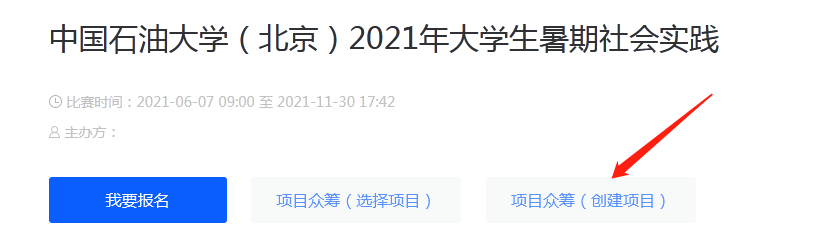 中国石油大学（北京）2021年大学生暑期社会实践
比赛时间：2021-06-07 09:00 至 2021-11-30 17:42
主办方：
我要报名
项目众筹（选择项目）
项目众筹（创建项目）